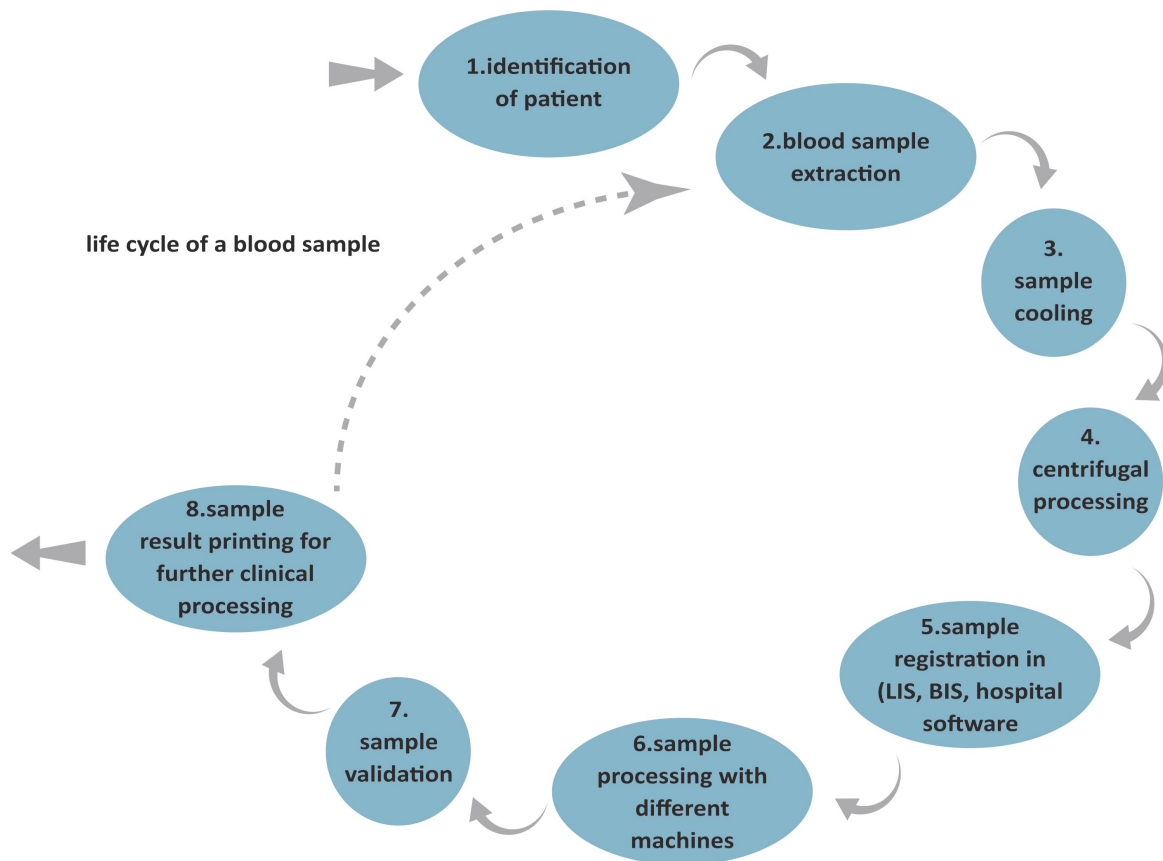 1.identification
of patient
2.blood sample
extraction
life cycle of a blood sample
3.
sample
cooling
4.
centrifugal
processing
5.sample
registration in
(LIS, BIS, hospital
software
6.sample
processing with
different
machines
7.
sample
validation
8.sample
result printing for
further clinical
processing